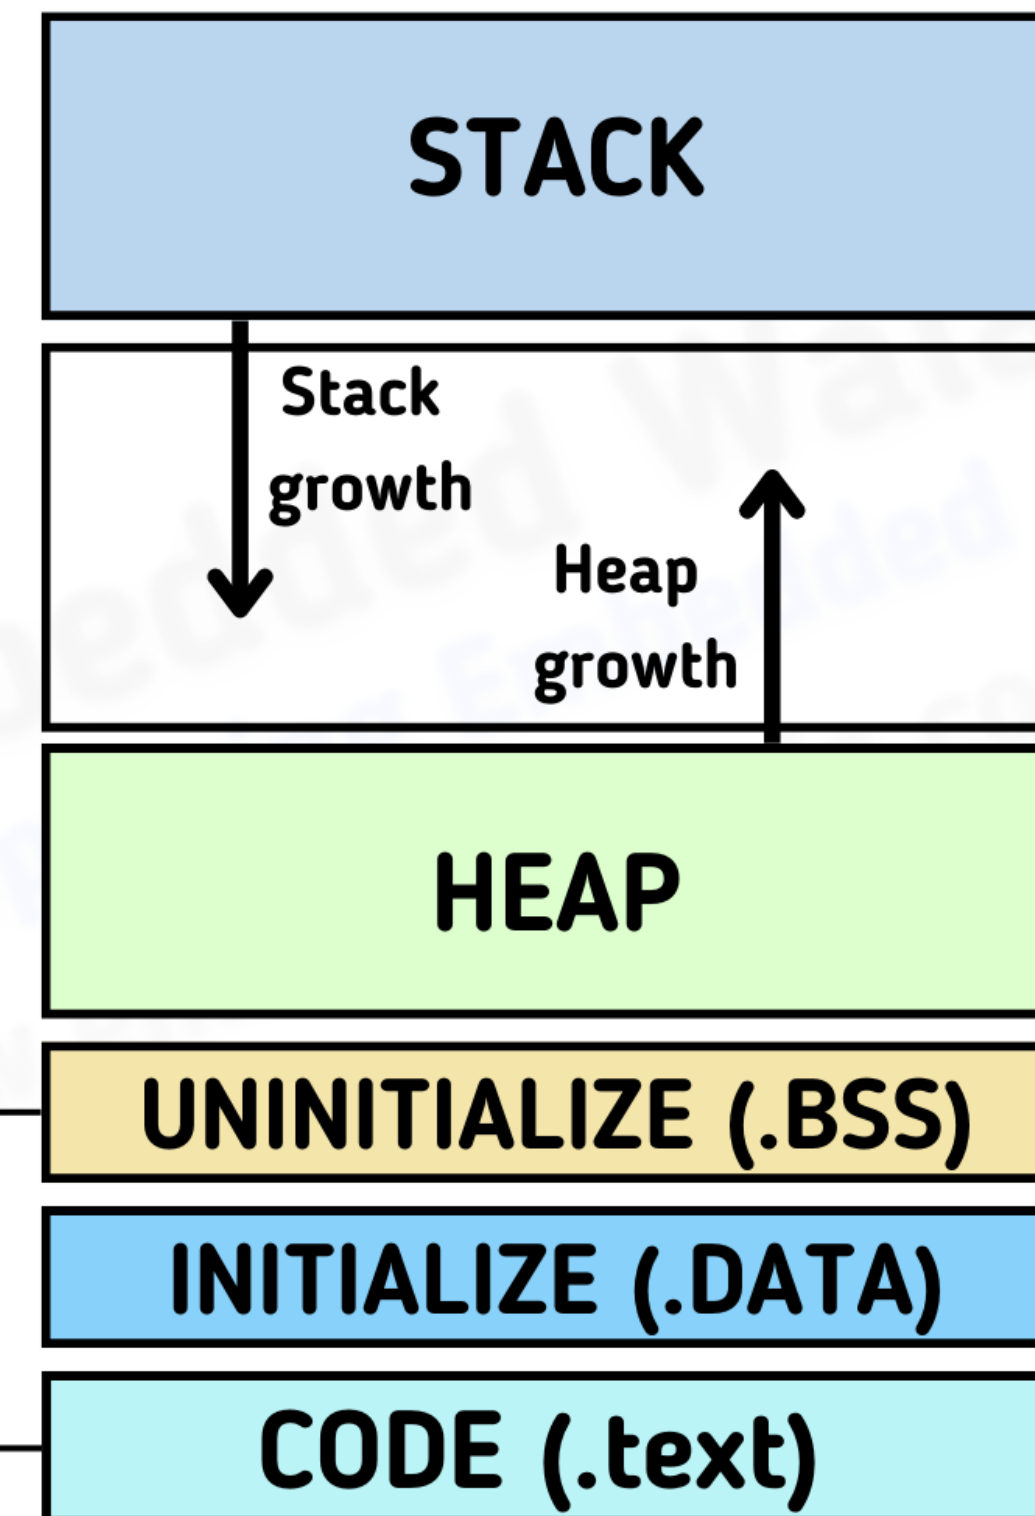 STACK
Stack
growth
Heap
growth
HEAP
UNINITIALIZE (.BSS)
INITIALIZE (.DATA)
CODE (.text)